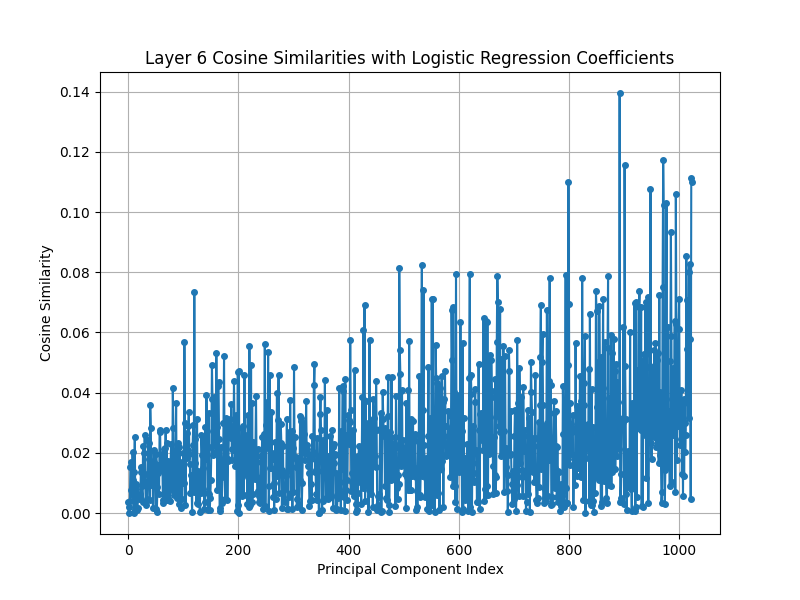 Layer 6 Cosine Similarities with Logistic Regression Coefficients
0.14
0.12
0.10
0.08
0.06
0.04
0.02
0.00
Cosine Similarity
0 200 400 600 800 1000
Principal Component Index